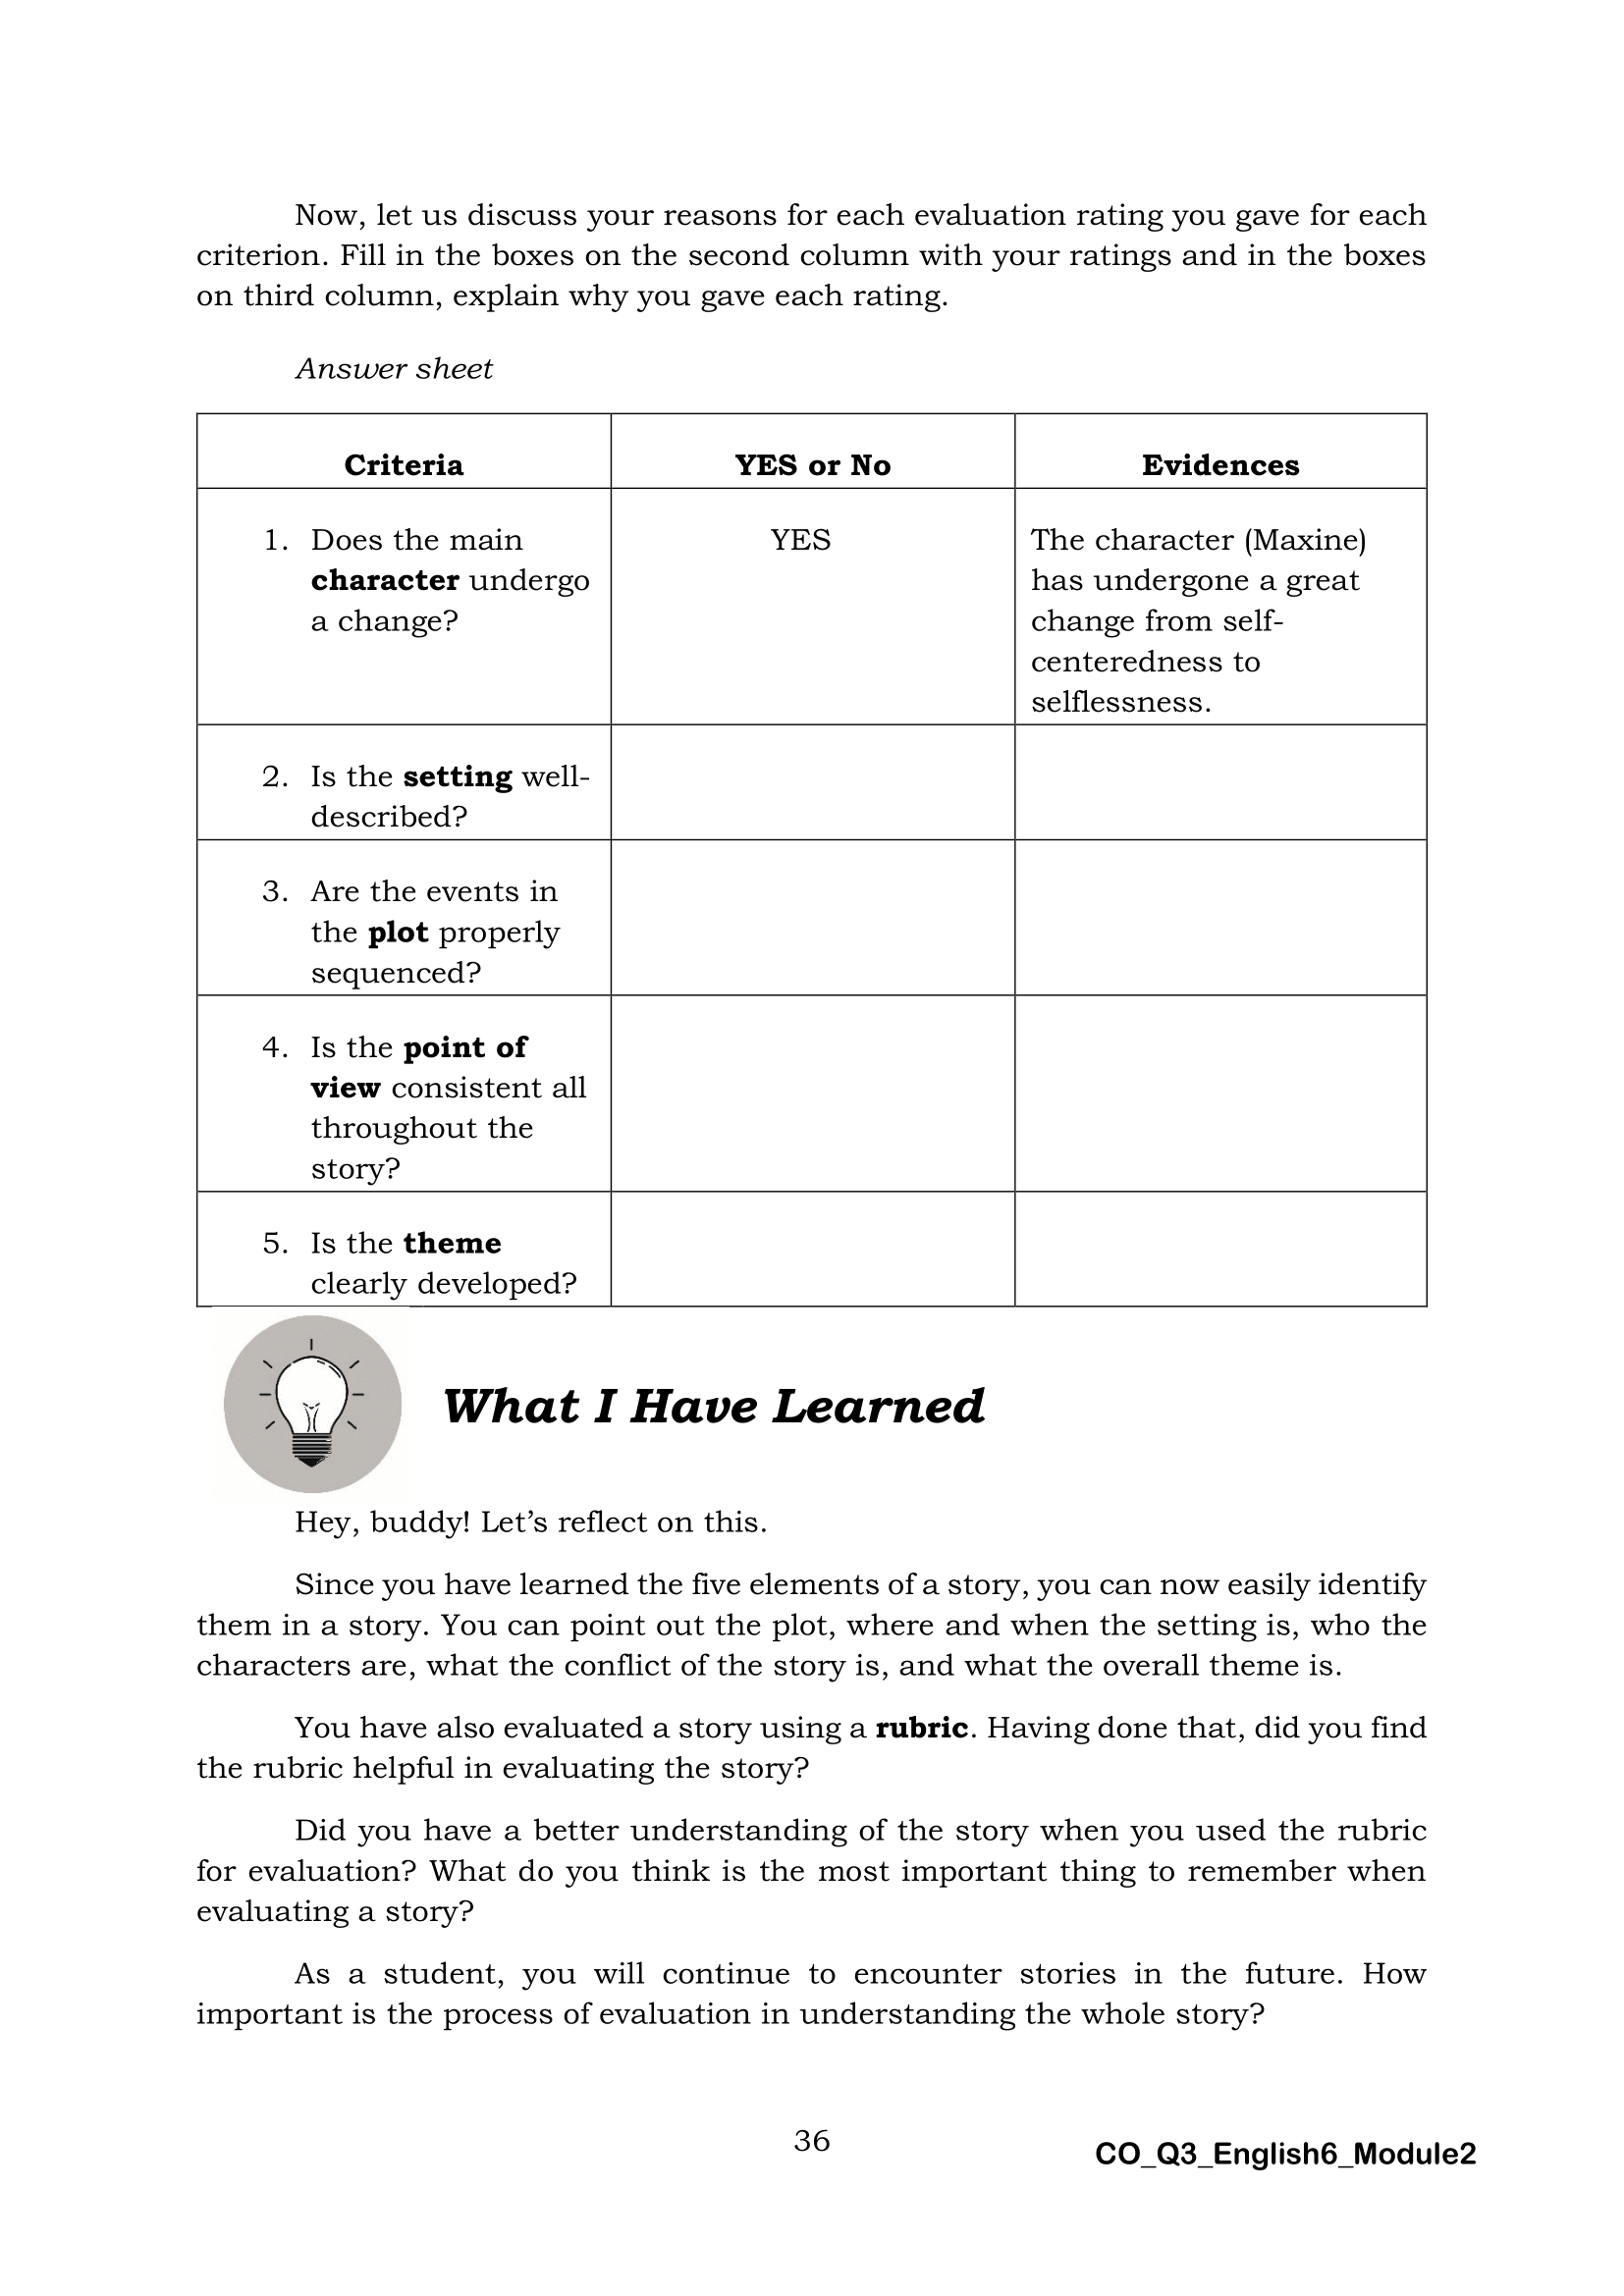 Now, let us discuss your reasons for each evaluation rating you gave for each
criterion. Fill in the boxes on the second column with your ratings and in the boxes
on third column, explain why you gave each rating.
Answer sheet
Criteria
YES or No
Evidences
1. Does the main
character undergo
a change?
YES
The character (Maxine)
has undergone a great
change from self-
centeredness to
selflessness.
2. Is the setting well-
described?
3. Are the events in
the plot properly
sequenced?
4. Is the point of
view consistent all
throughout the
story?
5. Is the theme
clearly developed?
What I Have Learned
Hey, buddy! Let’s reflect on this.
Since you have learned the five elements of a story, you can now easily identify
them in a story. You can point out the plot, where and when the setting is, who the
characters are, what the conflict of the story is, and what the overall theme is.
You have also evaluated a story using a rubric. Having done that, did you find
the rubric helpful in evaluating the story?
Did you have a better understanding of the story when you used the rubric
for evaluation? What do you think is the most important thing to remember when
evaluating a story?
As a student, you will continue to encounter stories in the future. How
important is the process of evaluation in understanding the whole story?
36
CO_Q3_English6_Module2